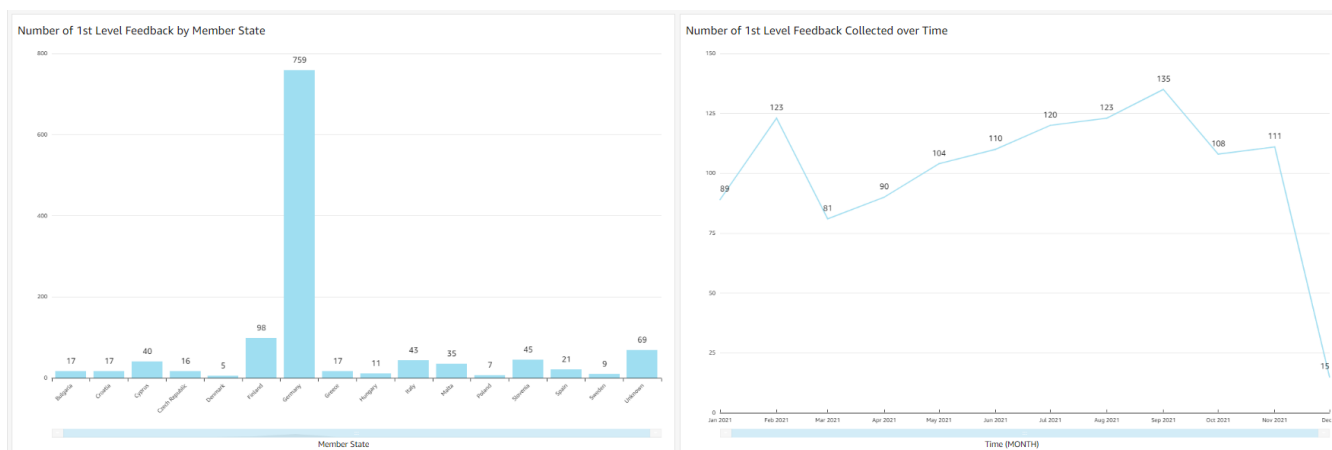 Number of 1st Level Feedback by Member State
800
600
400
200
0
17
17
40
16
5
98
759
17
11
43
35
7
45
21
9
69
Bulgaria
Croatia
Cyprus
Czech Republic
Denmark
Finland
Germany
Greece
Hungary
Italy
Malta
Poland
Slovenia
Spain
Sweden
Unknown
Member State
Number of 1st Level Feedback Collected over Time
150
125
100
75
50
25
0
89
123
81
90
104
110
120
123
135
108
111
15
Jan 2021
Feb 2021
Mar 2021
Apr 2021
May 2021
Jun 2021
Jul 2021
Aug 2021
Sep 2021
Oct 2021
Nov 2021
Dec
Time (MONTH)